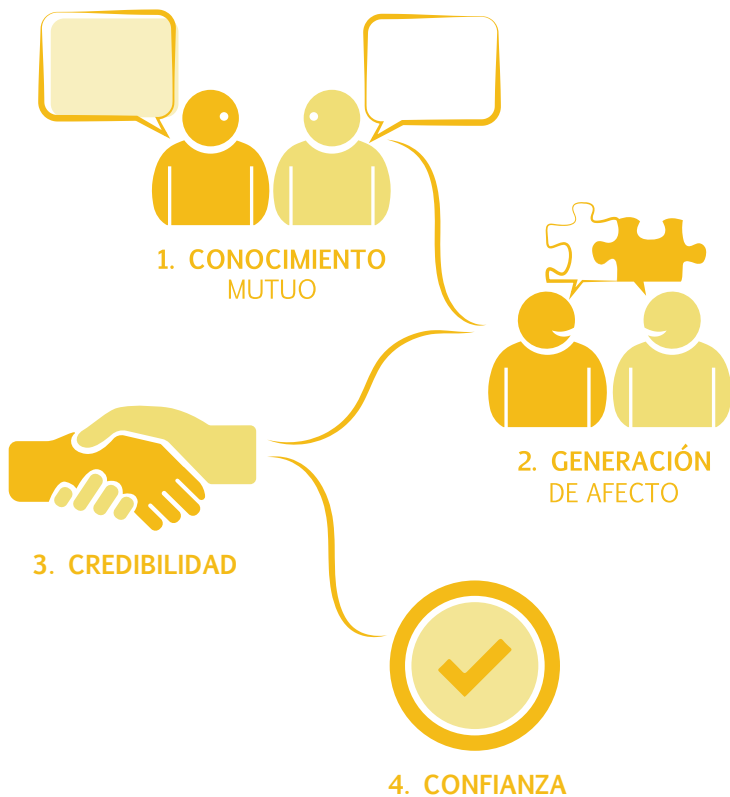 1. CONOCIMIENTO
MUTUO
2. GENERACIÓN
DE AFECTO
3. CREDIBILIDAD
4. CONFIANZA